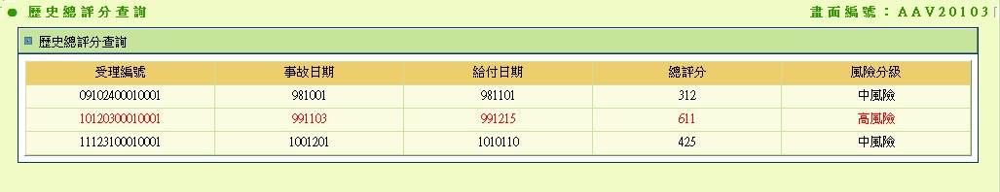 歷史總評分查詢 畫面編號：AAV20103
歷史總評分查詢
受理編號 事故日期 給付日期 總評分 風險分級
09102400010001 981001 981101 312 中風險
10120300010001 991103 991215 611 高風險
11123100010001 1001201 1010110 425 中風險